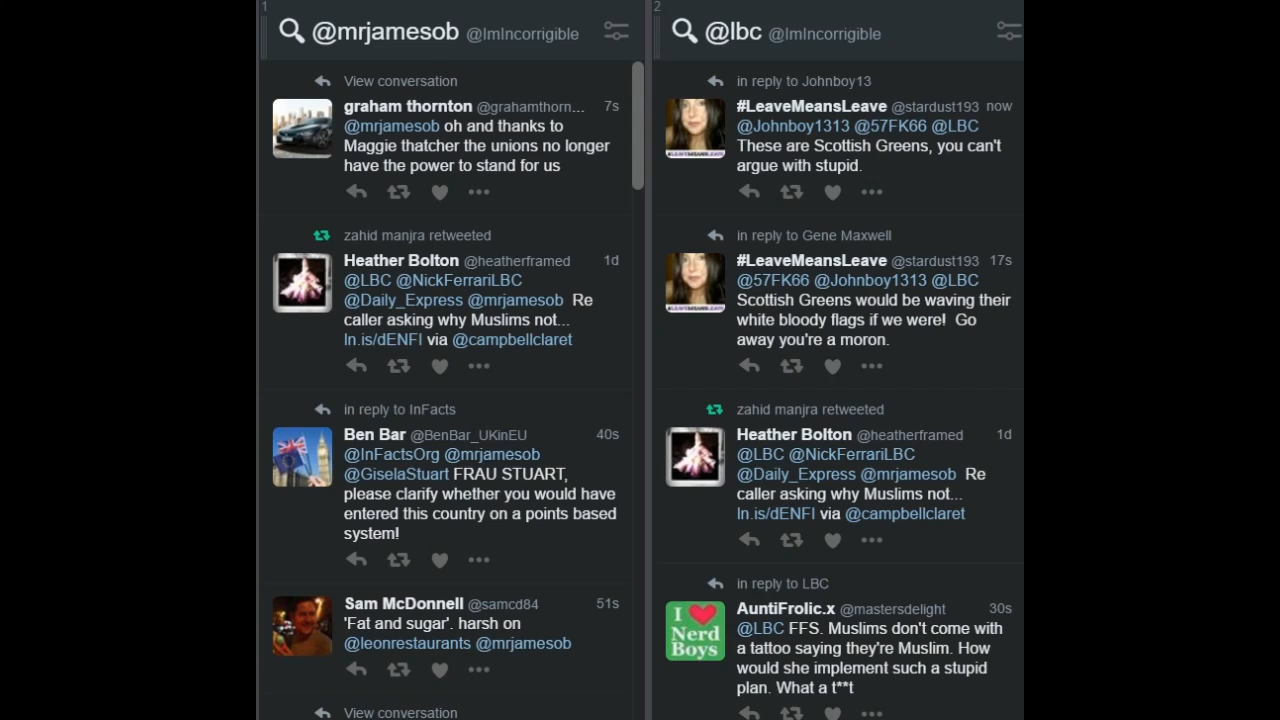 1
@mrjamesob @ImIncorrigible
View conversation
graham thornton @grahamthorn... 7s
@mrjamesob oh and thanks to
Maggie thatcher the unions no longer
have the power to stand for us
zahid manjra retweeted
Heather Bolton @heatherframed 1d
@LBC @NickFerrariLBC
@Daily_Express @mrjamesob Re
caller asking why Muslims not...
ln.is/dENFI via @campbellclaret
in reply to InFacts
Ben Bar @BenBar_UKinEU 40s
@InFactsOrg @mrjamesob
@GiselaStuart FRAU STUART,
please clarify whether you would have
entered this country on a points based
system!
Sam McDonnell @samcd84 51s
'Fat and sugar'. harsh on
@leonrestaurants @mrjamesob
View conversation
2
@lbc @ImIncorrigible
in reply to Johnboy13
#LeaveMeansLeave @stardust193 now
@Johnboy1313 @57FK66 @LBC
These are Scottish Greens, you can't
argue with stupid.
in reply to Gene Maxwell
#LeaveMeansLeave @stardust193 17s
@57FK66 @Johnboy1313 @LBC
Scottish Greens would be waving their
white bloody flags if we were! Go
away you're a moron.
zahid manjra retweeted
Heather Bolton @heatherframed 1d
@LBC @NickFerrariLBC
@Daily_Express @mrjamesob Re
caller asking why Muslims not...
ln.is/dENFI via @campbellclaret
in reply to LBC
I ❤ Nerd Boys
AuntiFrolic.x @mastersdelight 30s
@LBC FFS. Muslims don't come with
a tattoo saying they're Muslim. How
would she implement such a stupid
plan. What a t**t